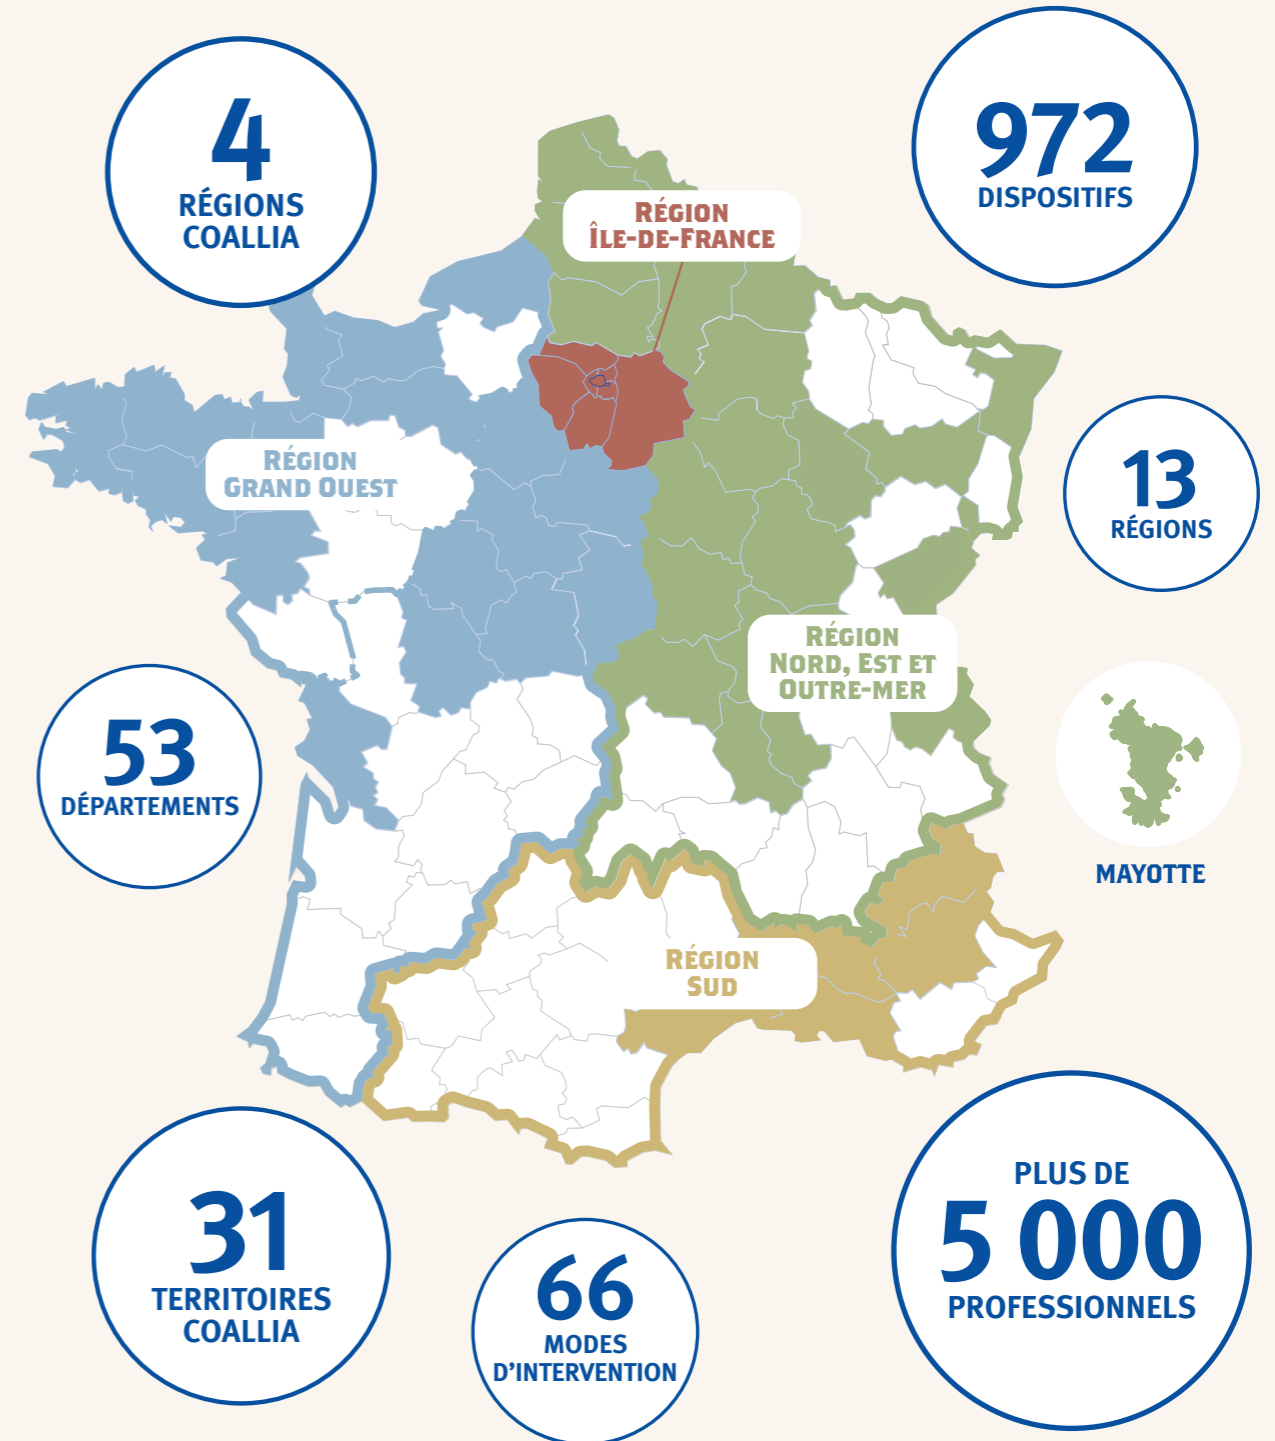 4
RÉGIONS
COALLIA
972
DISPOSITIFS
RÉGION
ÎLE-DE-FRANCE
RÉGION
GRAND OUEST
13
RÉGIONS
RÉGION
NORD, EST ET
OUTRE-MER
53
DÉPARTEMENTS
MAYOTTE
RÉGION
SUD
31
TERRITOIRES
COALLIA
66
MODES
D'INTERVENTION
PLUS DE
5 000
PROFESSIONNELS